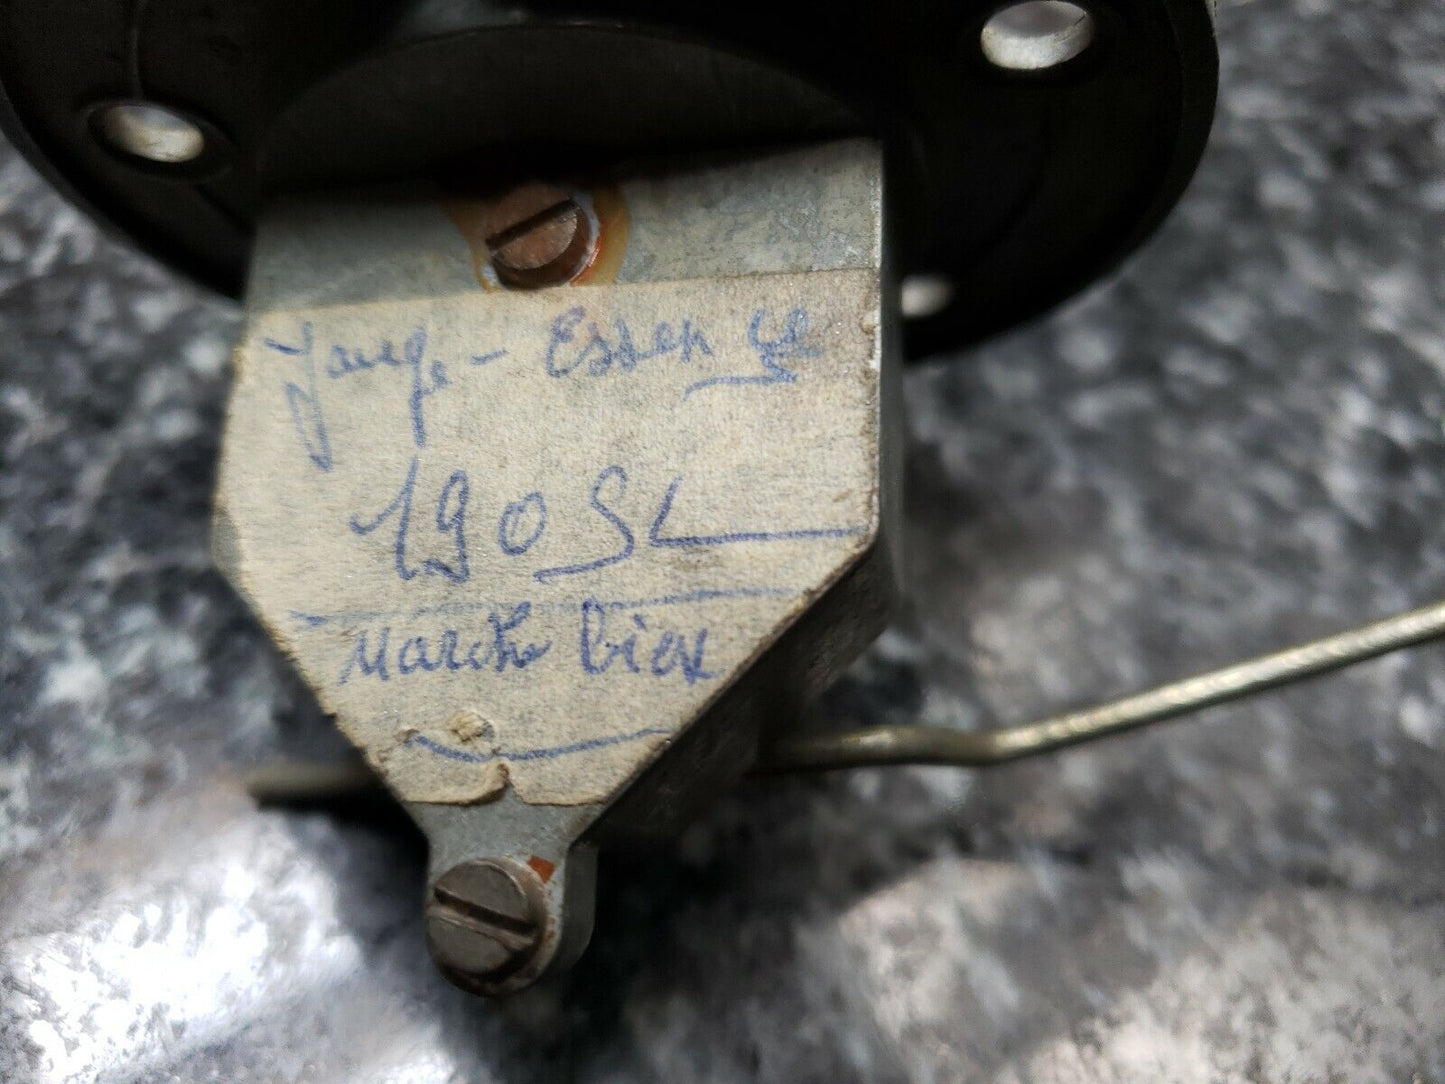 Jauge - Essence
190 SL
Marche bien